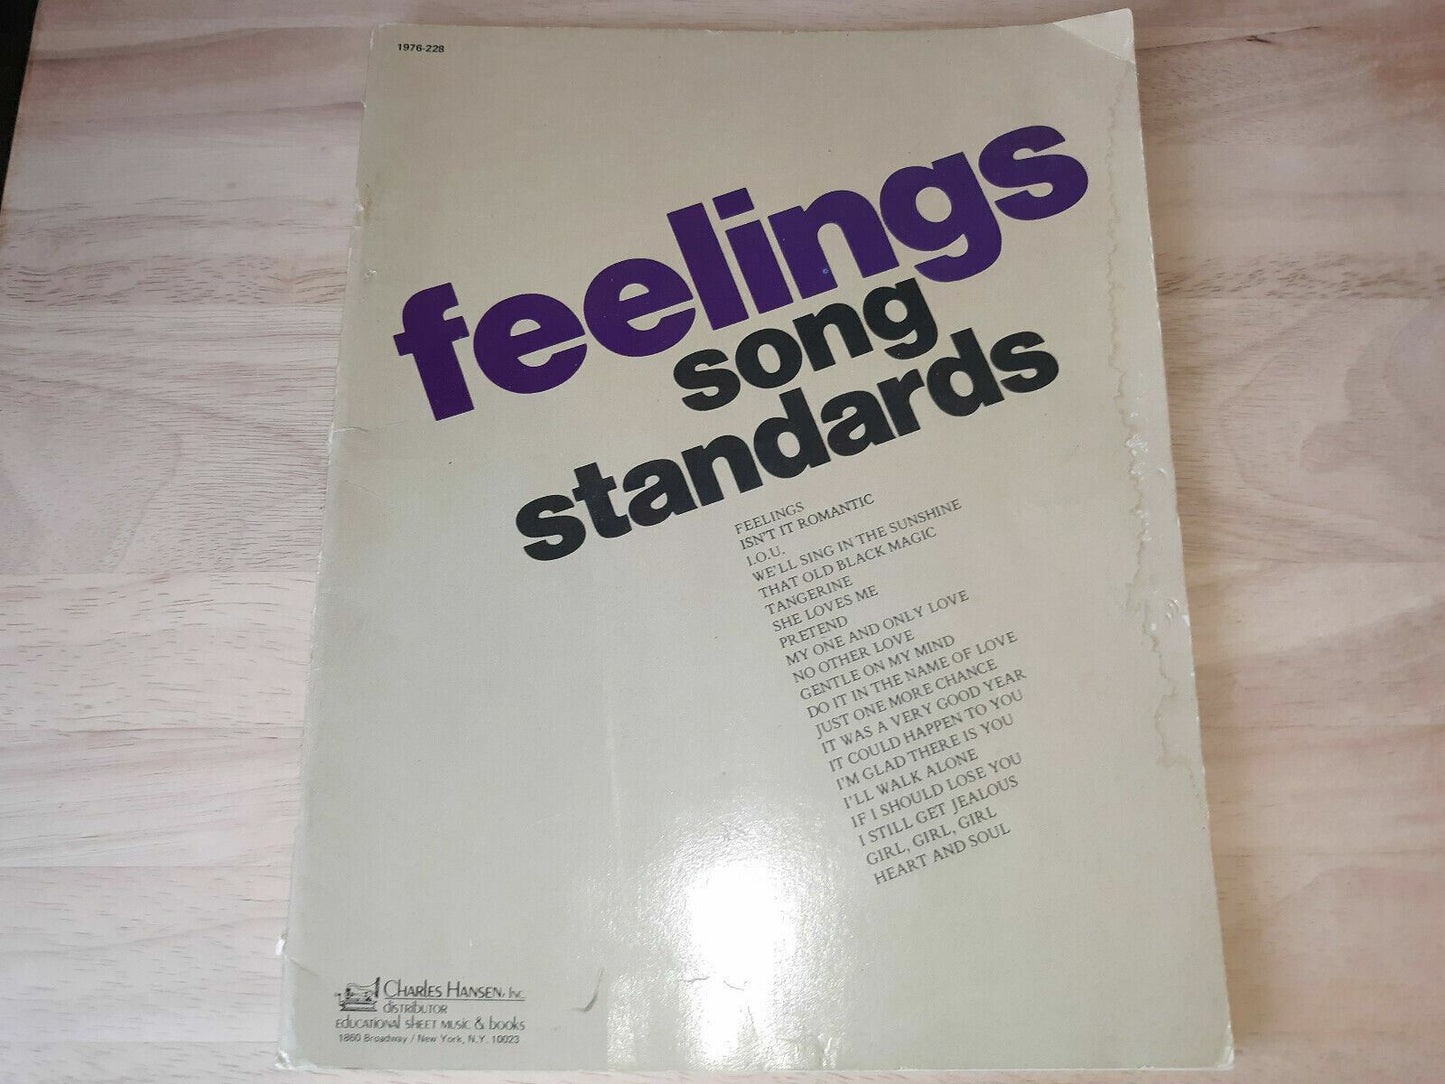 1976-228
feelings
song
standards
FEELINGS
ISN'T IT ROMANTIC
I.O.U.
WE'LL SING IN THE SUNSHINE
THAT OLD BLACK MAGIC
TANGERINE
SHE LOVES ME
PRETEND
MY ONE AND ONLY LOVE
NO OTHER LOVE
GENTLE ON MY MIND
DO IT IN THE NAME OF LOVE
JUST ONE MORE CHANCE
IT WAS A VERY GOOD YEAR
IT COULD HAPPEN TO YOU
I'M GLAD THERE IS YOU
I'LL WALK ALONE
IF I SHOULD LOSE YOU
I STILL GET JEALOUS
GIRL, GIRL, GIRL
HEART AND SOUL
CHARLES HANSEN, INC
distributor
EDUCATIONAL SHEET MUSIC & books
1860 Broadway / New York, N.Y. 10023